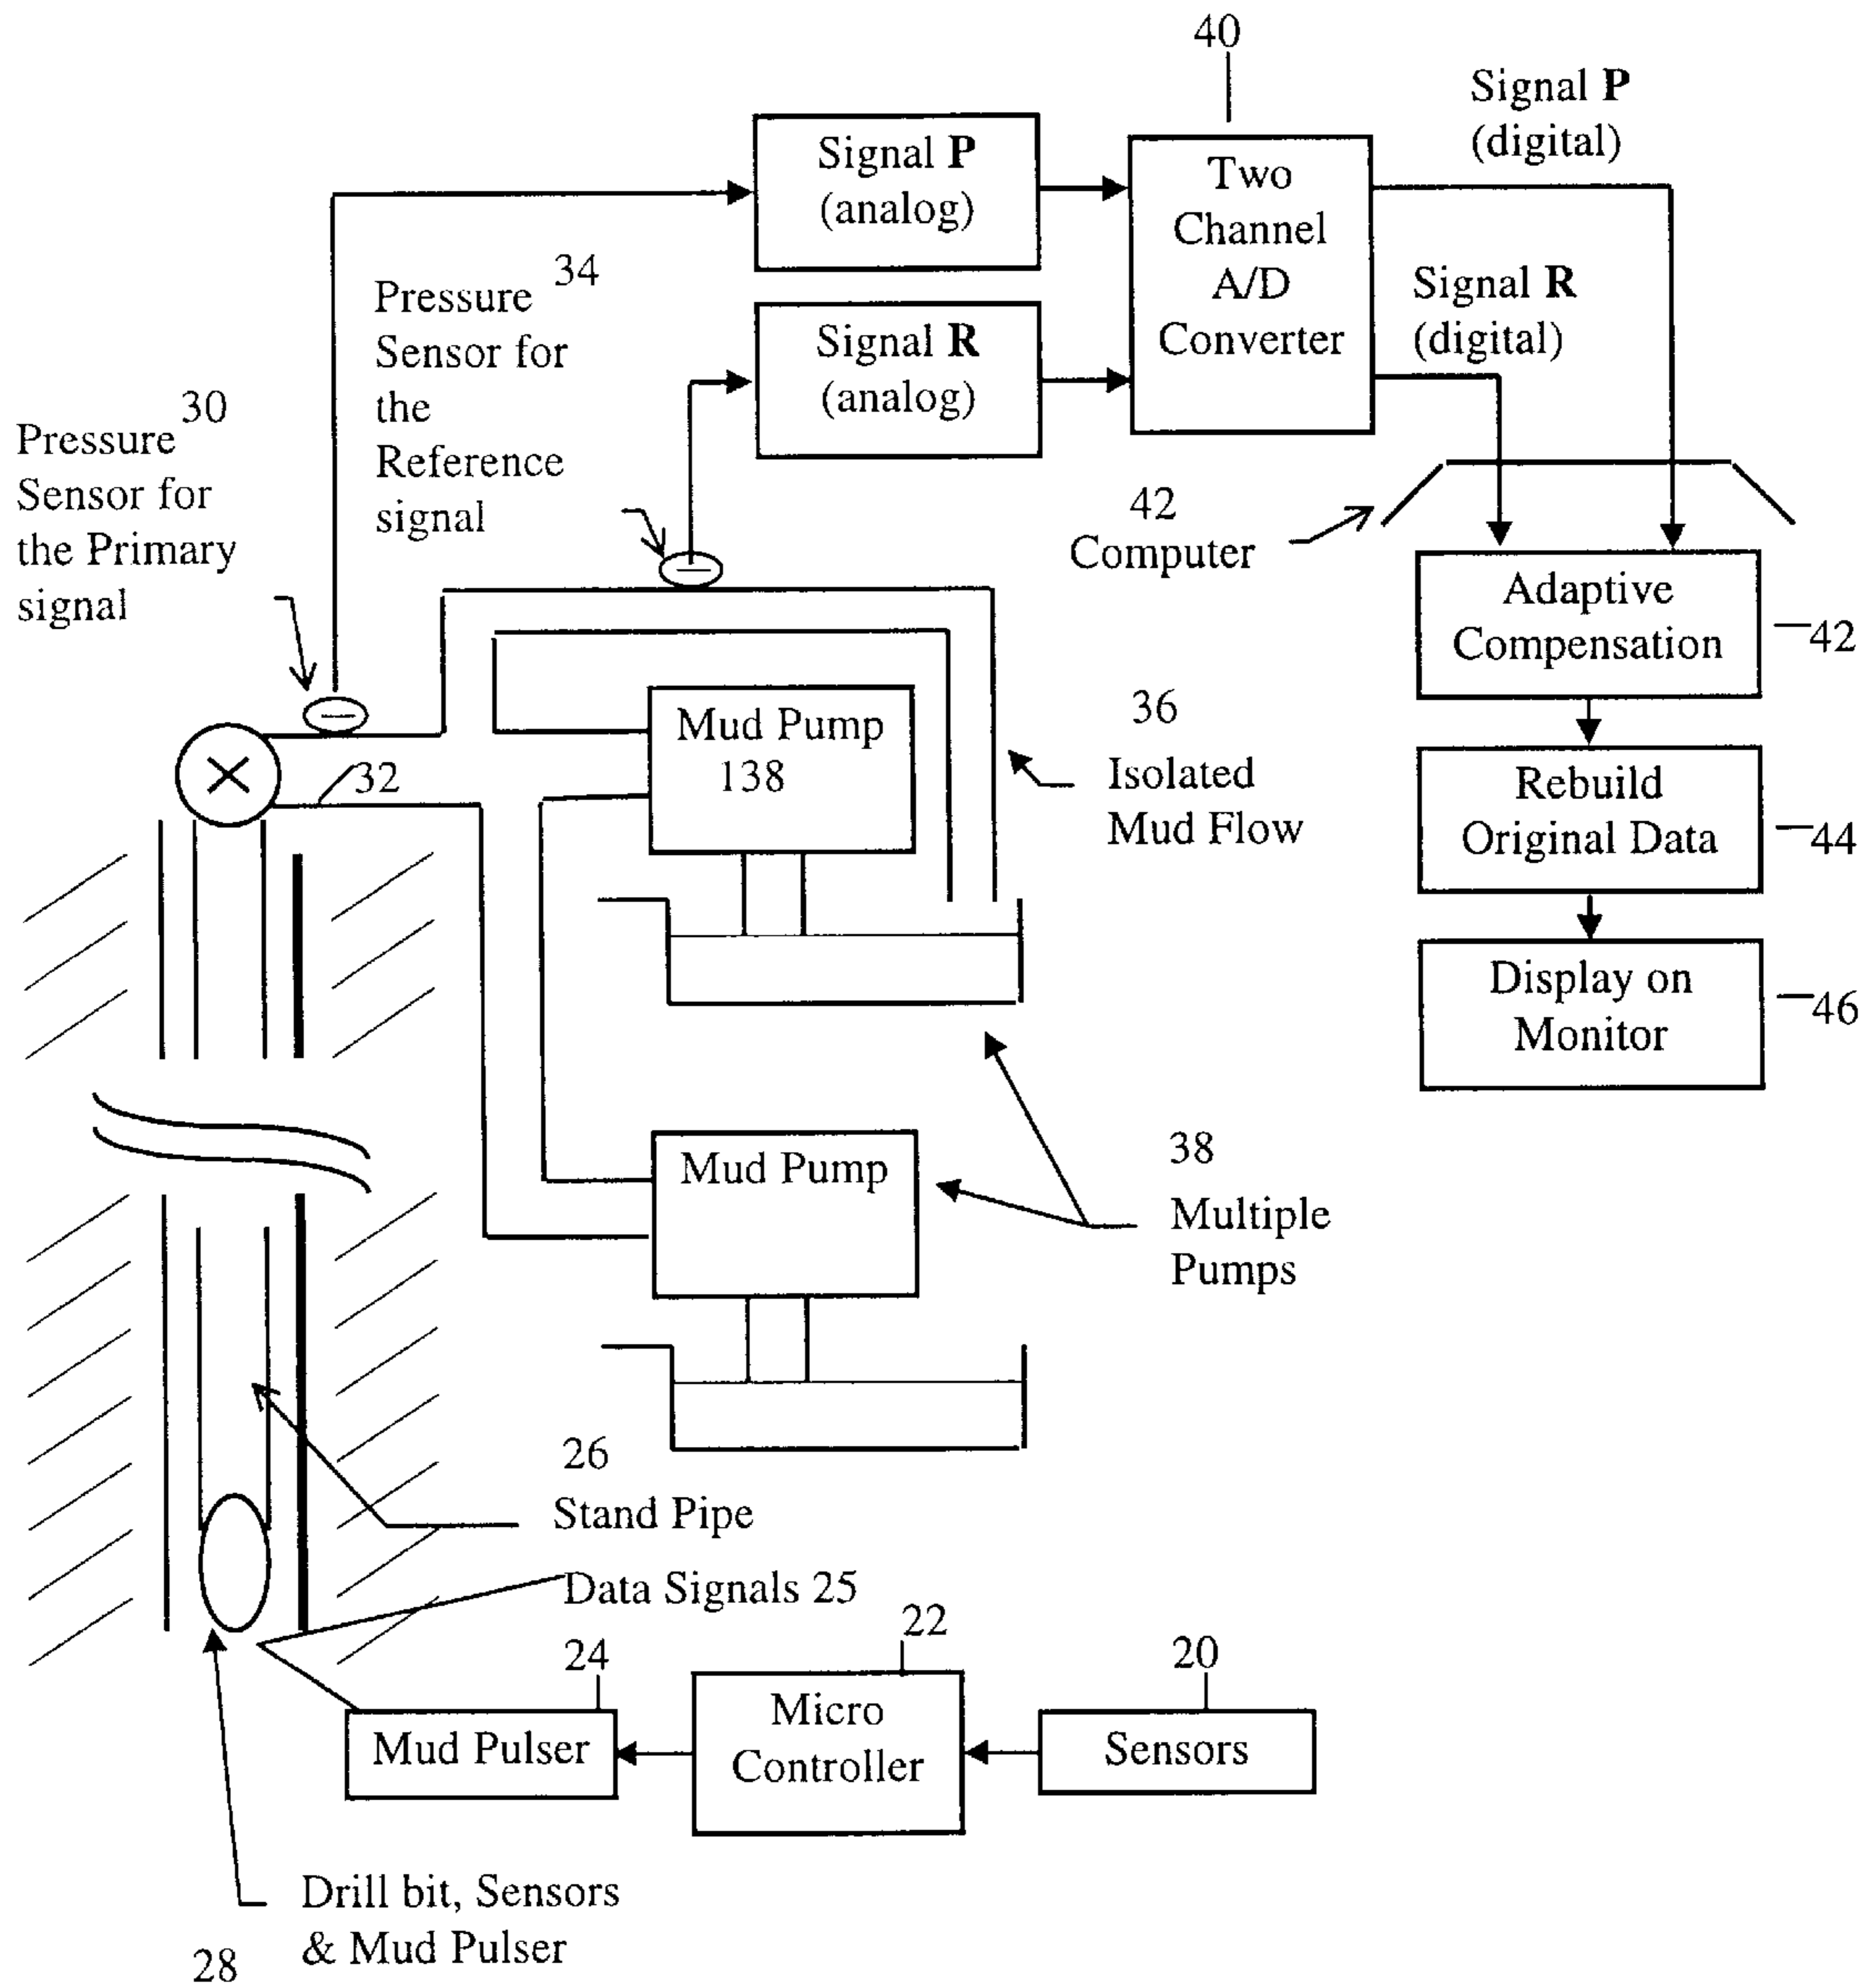 40
Signal P
(digital)
Signal P
(analog)
Two
Channel
A/D
Converter
34
Pressure
Sensor for
the
Reference
signal
Signal R
(digital)
Signal R
(analog)
30
Pressure
Sensor for
the Primary
signal
42
Computer
Adaptive
Compensation
42
36
Isolated
Mud Flow
Mud Pump
138
32
Rebuild
Original Data
44
Display on
Monitor
46
38
Multiple
Pumps
Mud Pump
26
Stand Pipe
Data Signals 25
24
22
20
Mud Pulser
Micro
Controller
Sensors
Drill bit, Sensors
& Mud Pulser
28